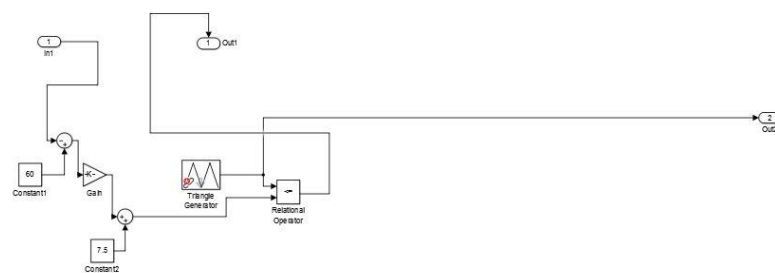 1
In1
1
Out1
2
Out2
60
Constant1
-K-
Gain
Triangle
Generator
<=
Relational
Operator
7.5
Constant2